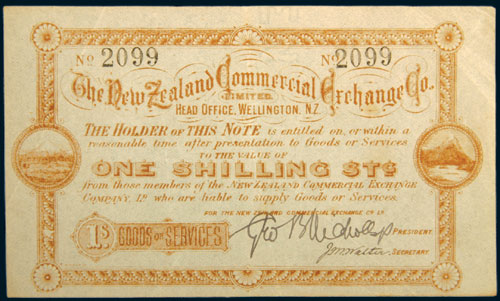 No 2099 No 2099
The New Zealand Commercial Exchange Co.
LIMITED.
HEAD OFFICE, WELLINGTON, N.Z.
THE HOLDER OF THIS NOTE is entitled on, or within a
reasonable time after presentation to Goods or Services
TO THE VALUE OF
ONE SHILLING STG
from those members of the NEW ZEALAND COMMERCIAL EXCHANGE
COMPANY, LD who are liable to supply Goods or Services.
FOR THE NEW ZEALAND COMMERCIAL EXCHANGE CO LD
1S GOODS OR SERVICES
PRESIDENT
SECRETARY